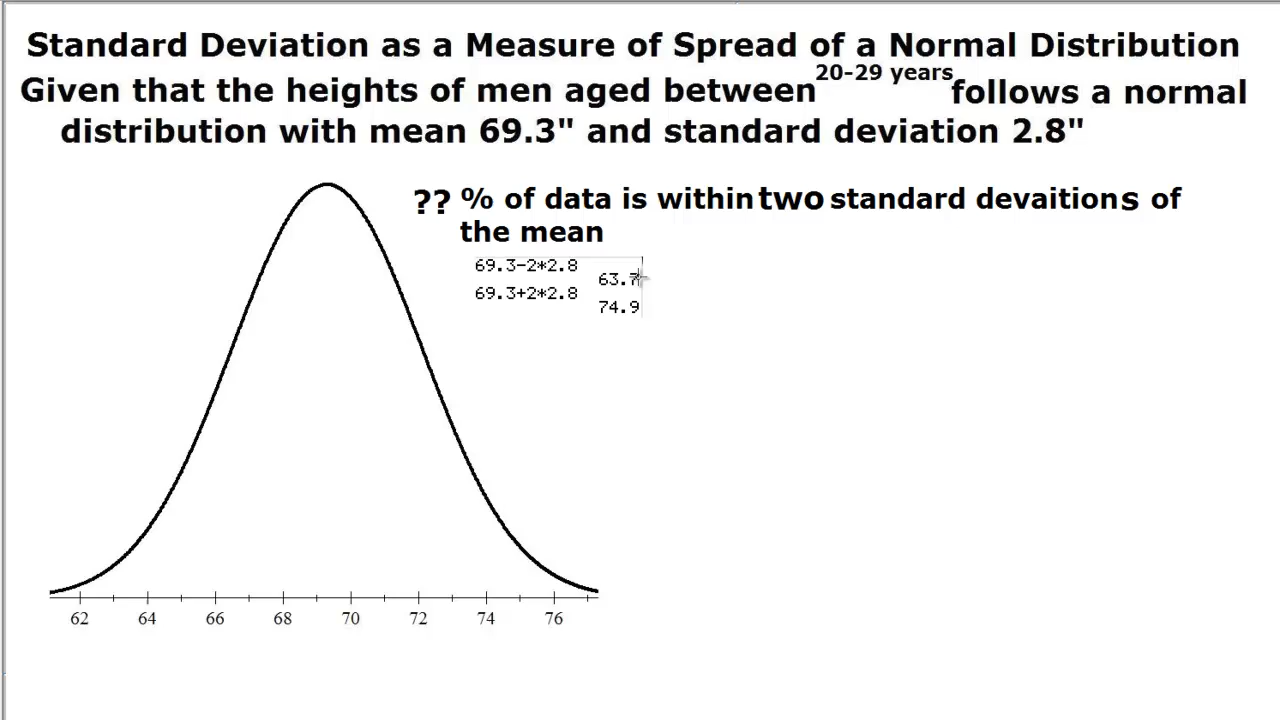 Standard Deviation as a Measure of Spread of a Normal Distribution
Given that the heights of men aged between 20-29 years follows a normal
distribution with mean 69.3" and standard deviation 2.8"
?? % of data is within two standard devaitions of
the mean
69.3-2*2.8
63.7
69.3+2*2.8
74.9
62 64 66 68 70 72 74 76